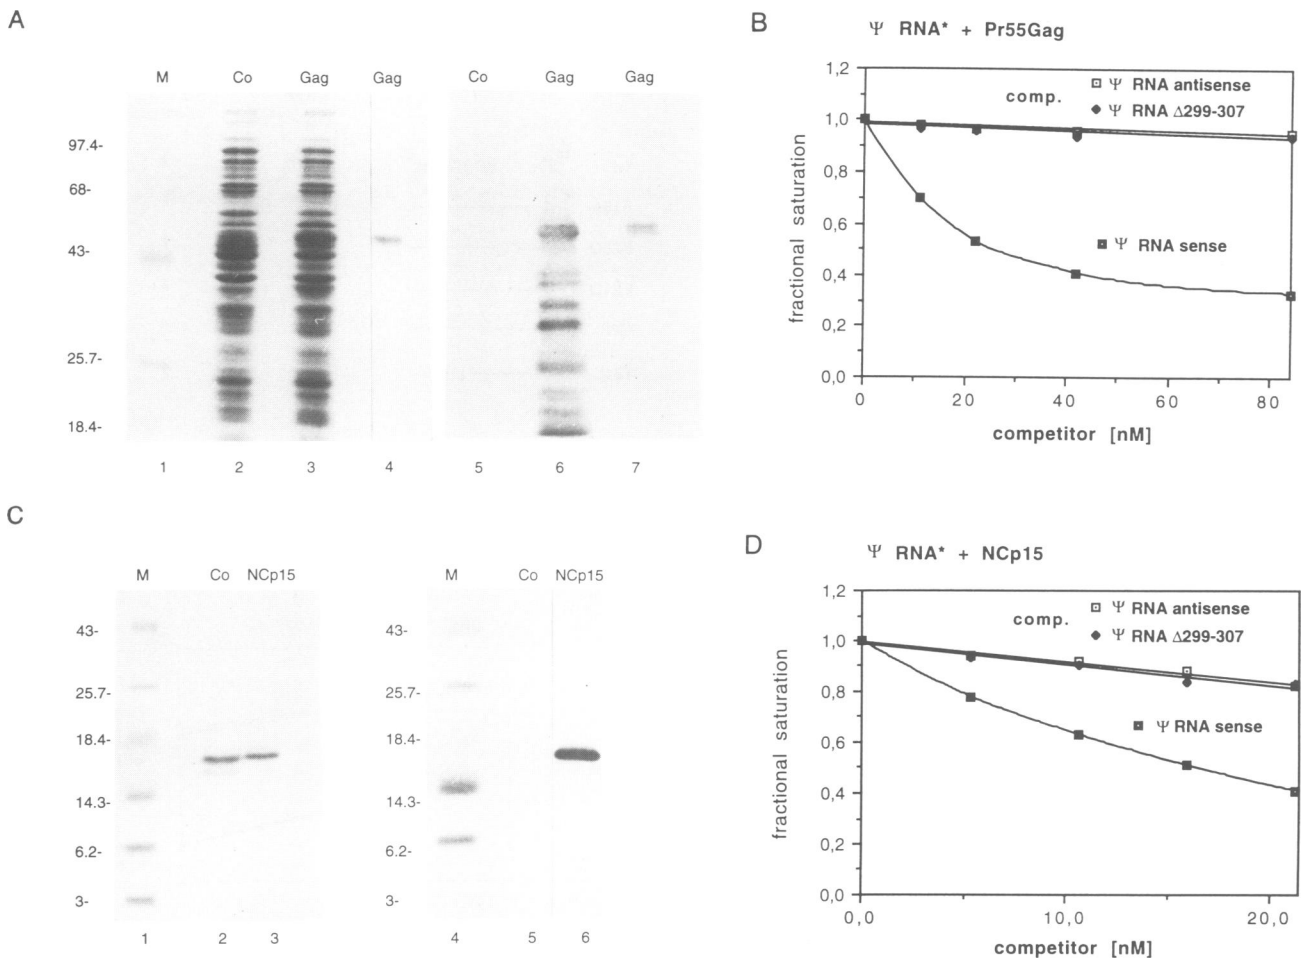 A
M Co Gag Gag Co Gag Gag
97.4-
68-
43-
25.7-
18.4-
1 2 3 4 5 6 7
B
Ψ RNA* + Pr55Gag
1,2
1,0
0,8
0,6
0,4
0,2
0,0
fractional saturation
comp.
Ψ RNA antisense
Ψ RNA Δ299-307
Ψ RNA sense
0 20 40 60 80
competitor [nM]
C
M Co NCp15
43-
25.7-
18.4-
14.3-
6.2-
3-
1 2 3
M Co NCp15
43-
25.7-
18.4-
14.3-
6.2-
3-
4 5 6
D
Ψ RNA* + NCp15
1,2
1,0
0,8
0,6
0,4
0,2
0,0
fractional saturation
comp.
Ψ RNA antisense
Ψ RNA Δ299-307
Ψ RNA sense
0,0 10,0 20,0
competitor [nM]